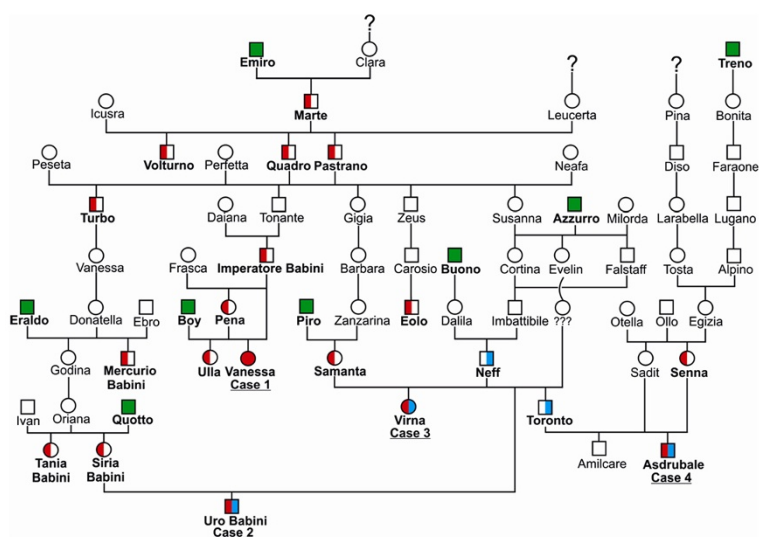 ?
Emiro
Clara
?
?
Treno
Icusra
Marte
Leucerta
Pina
Bonita
Peseta
Volturno
Perfetta
Quadro
Pastrano
Neafa
Diso
Faraone
Turbo
Daiana
Tonante
Gigia
Zeus
Susanna
Azzurro
Milorda
Larabella
Lugano
Vanessa
Frasca
Imperatore Babini
Barbara
Carosio
Buono
Cortina
Evelin
Falstaff
Tosta
Alpino
Eraldo
Donatella
Ebro
Boy
Pena
Piro
Zanzarina
Eolo
Dalila
Imbattibile
???
Otella
Ollo
Egizia
Godina
Mercurio
Babini
Ulla
Vanessa
Case 1
Samanta
Neff
Sadit
Senna
Ivan
Oriana
Quotto
Virna
Case 3
Toronto
Tania
Babini
Siria
Babini
Amilcare
Asdrubale
Case 4
Uro Babini
Case 2